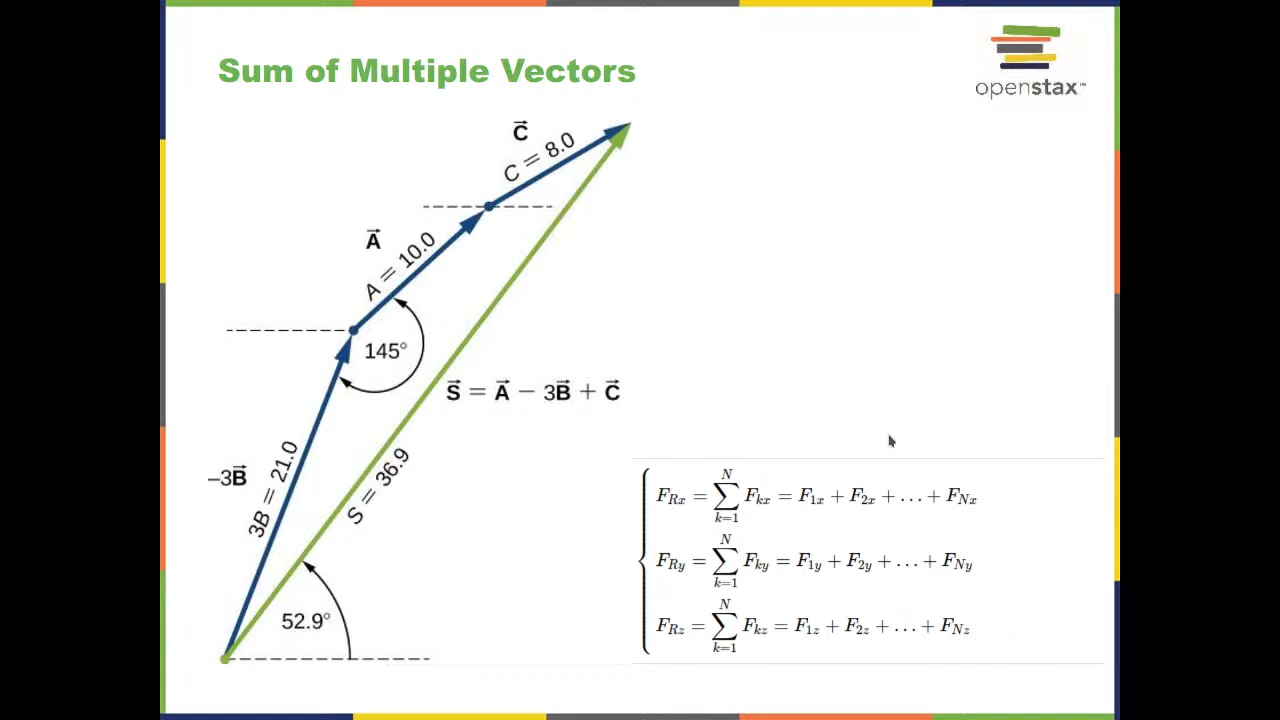 Sum of Multiple Vectors
openstax™
C⃗
C = 8.0
A⃗
A = 10.0
145°
S⃗ = A⃗ − 3B⃗ + C⃗
−3B⃗
3B = 21.0
S = 36.9
52.9°
F_{Rx} = \sum_{k=1}^{N} F_{kx} = F_{1x} + F_{2x} + … + F_{Nx}
F_{Ry} = \sum_{k=1}^{N} F_{ky} = F_{1y} + F_{2y} + … + F_{Ny}
F_{Rz} = \sum_{k=1}^{N} F_{kz} = F_{1z} + F_{2z} + … + F_{Nz}